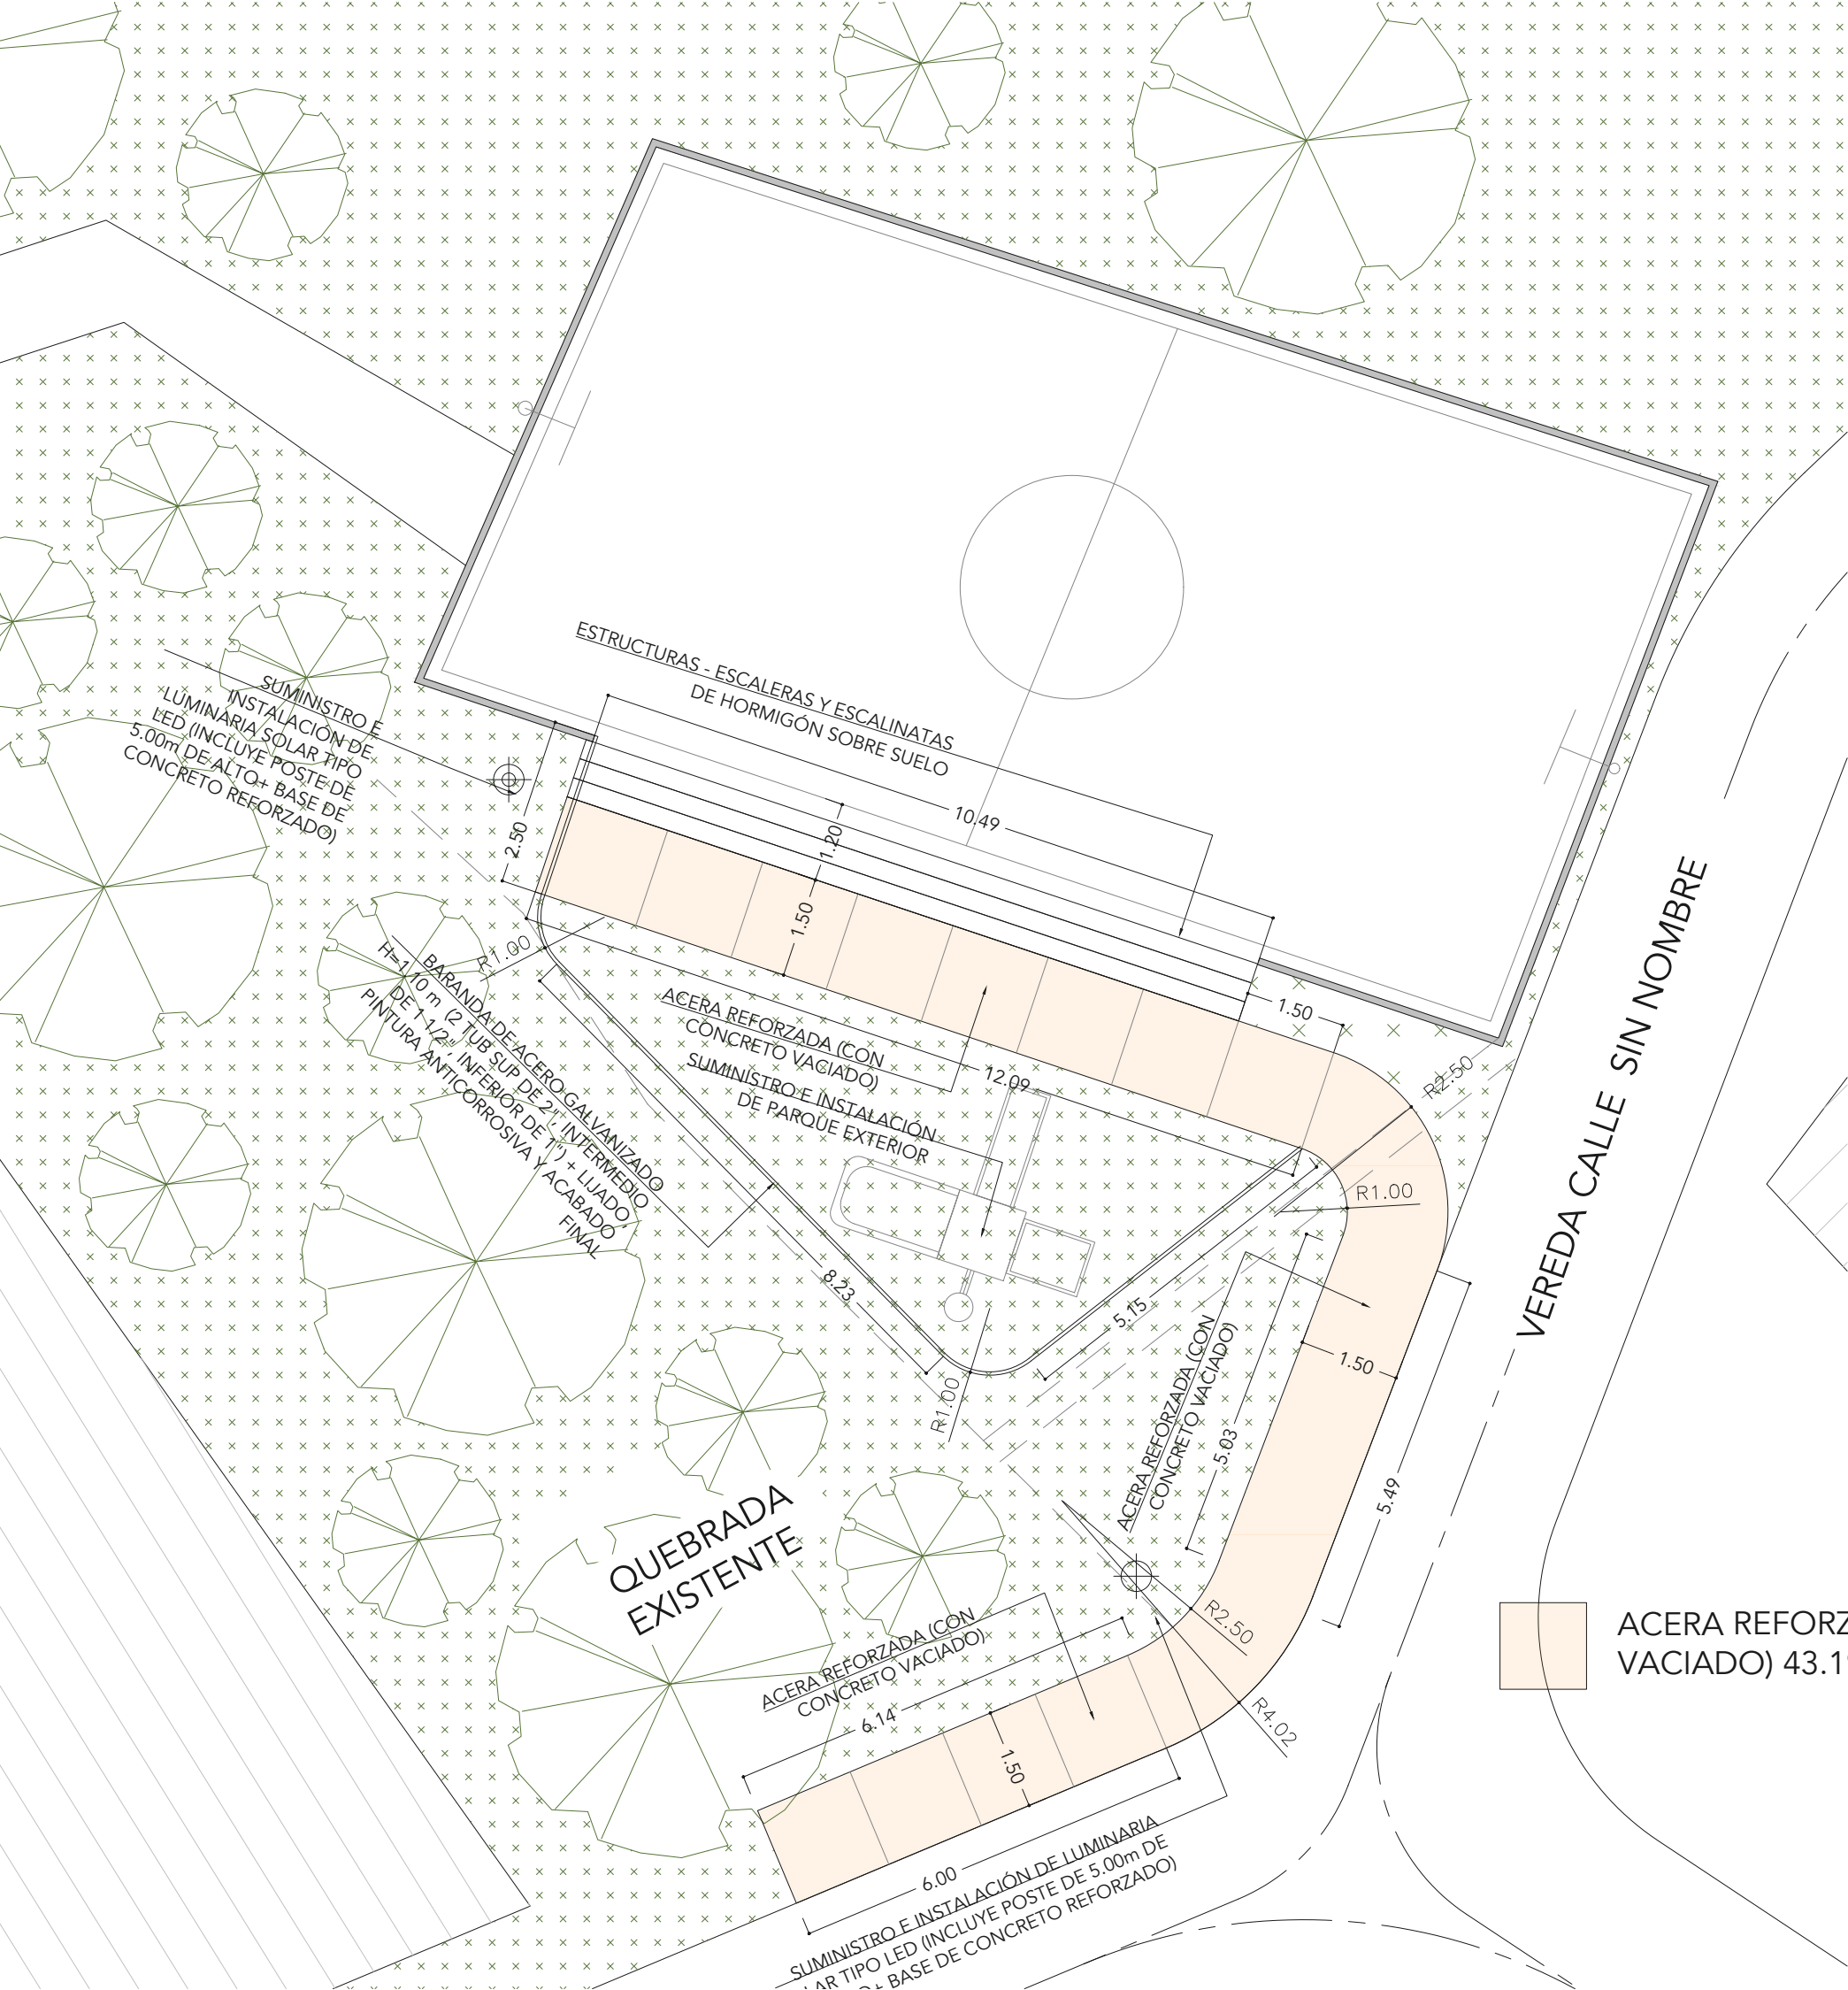 ESTRUCTURAS - ESCALERAS Y ESCALINATAS
DE HORMIGÓN SOBRE SUELO
SUMINISTRO E
INSTALACIÓN DE
LUMINARIA SOLAR TIPO
LED (INCLUYE POSTE DE
5.00m DE ALTO+ BASE DE
CONCRETO REFORZADO)
2.50
1.20
10.49
1.50
1.50
R1.00
BARANDA DE ACERO GALVANIZADO
H=1.10 m (2 TUB SUP DE 2", INTERMEDIO
DE 1 1/2", INFERIOR DE 1") + LIJADO,
PINTURA ANTICORROSIVA Y ACABADO
FINAL
ACERA REFORZADA (CON
CONCRETO VACIADO)
SUMINISTRO E INSTALACIÓN
DE PARQUE EXTERIOR
12.09
R2.50
R1.00
8.23
5.15
R1.00
VEREDA CALLE SIN NOMBRE
ACERA REFORZADA (CON
CONCRETO VACIADO)
5.03
1.50
5.49
QUEBRADA
EXISTENTE
ACERA REFORZADA (CON
CONCRETO VACIADO)
6.14
1.50
R2.50
R4.02
6.00
SUMINISTRO E INSTALACIÓN DE LUMINARIA
LAR TIPO LED (INCLUYE POSTE DE 5.00m DE
+ BASE DE CONCRETO REFORZADO)
ACERA REFORZ
VACIADO) 43.1